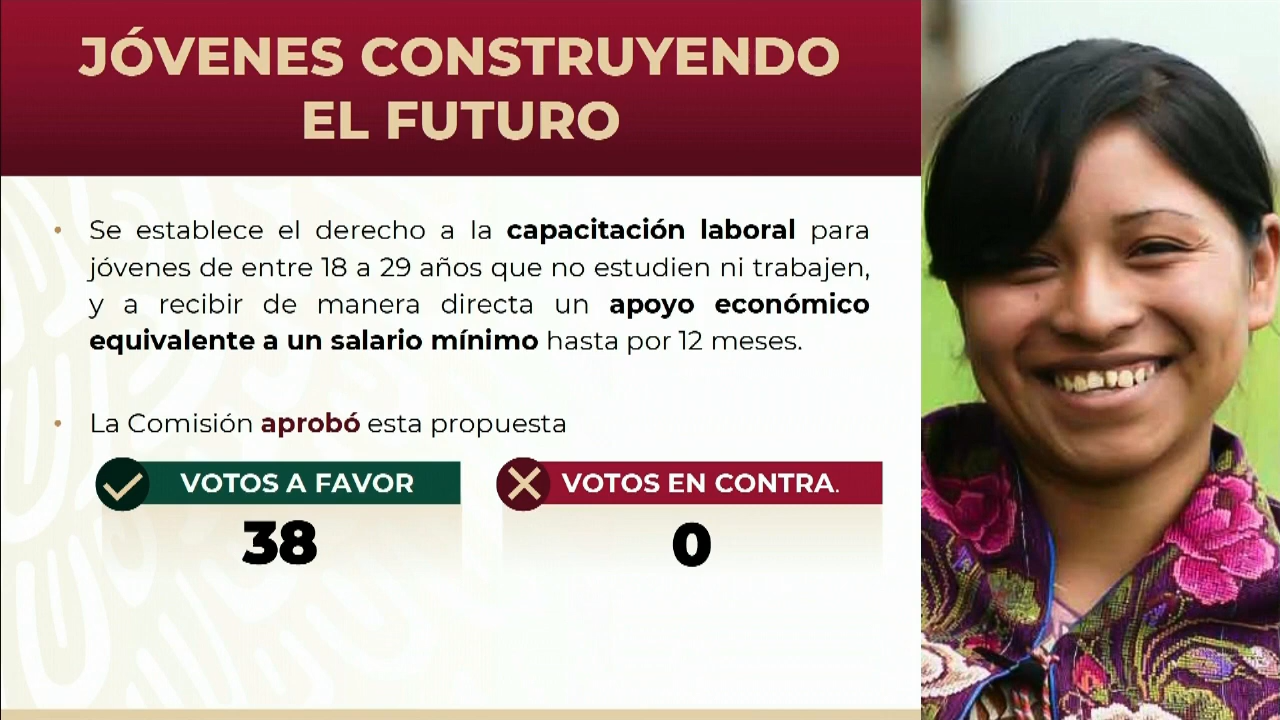 JÓVENES CONSTRUYENDO
EL FUTURO
• Se establece el derecho a la capacitación laboral para
jóvenes de entre 18 a 29 años que no estudien ni trabajen,
y a recibir de manera directa un apoyo económico
equivalente a un salario mínimo hasta por 12 meses.
• La Comisión aprobó esta propuesta
VOTOS A FAVOR
38
VOTOS EN CONTRA.
0